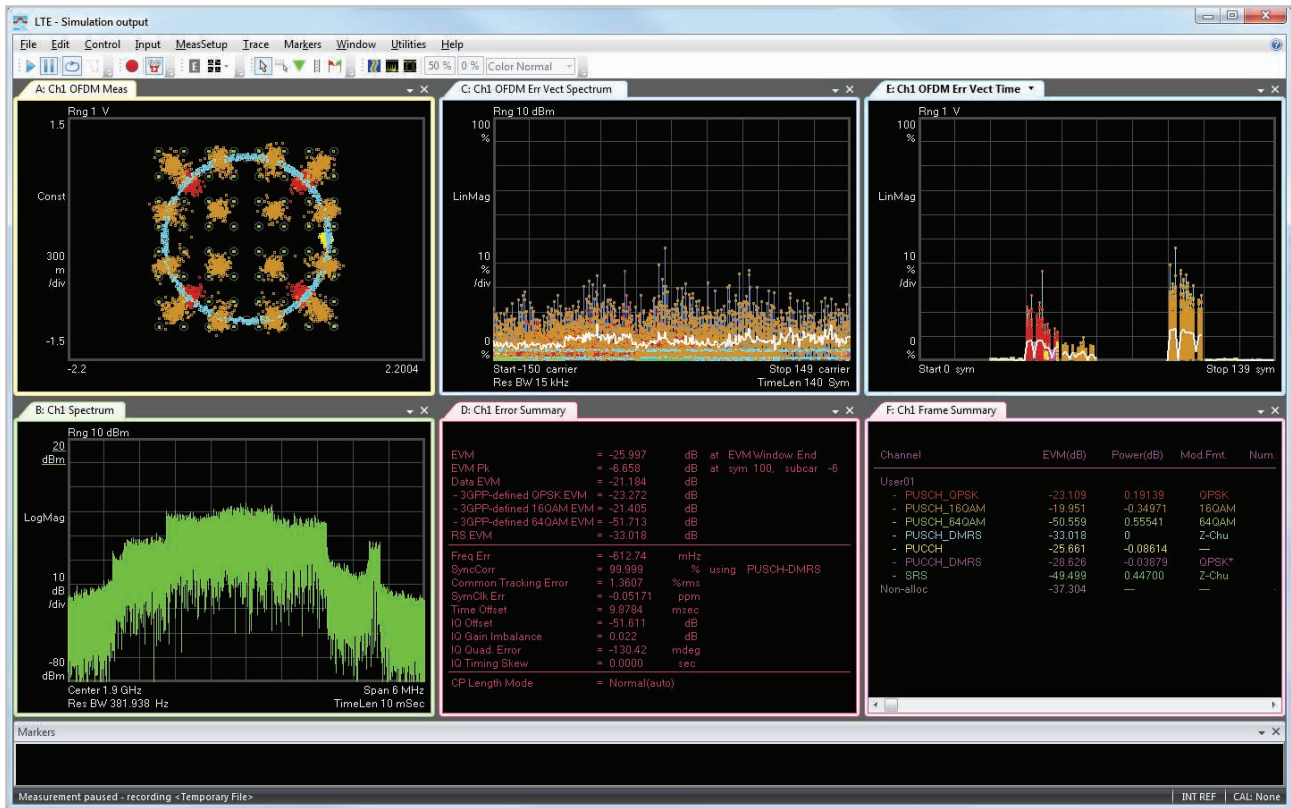 LTE - Simulation output
File Edit Control Input MeasSetup Trace Markers Window Utilities Help
E 50 % 0 % Color Normal
A: Ch1 OFDM Meas
Rng 1 V
1.5
Const
300
m
/div
-1.5
-2.2 2.2004
C: Ch1 OFDM Err Vect Spectrum
Rng 10 dBm
100
%
LinMag
10
%
/div
0
%
Start-150 carrier Stop 149 carrier
Res BW 15 kHz TimeLen 140 Sym
E: Ch1 OFDM Err Vect Time
Rng 1 V
100
%
LinMag
10
%
/div
0
%
Start 0 sym Stop 139 sym
B: Ch1 Spectrum
Rng 10 dBm
20
dBm
LogMag
10
dB
/div
-80
dBm
Center 1.9 GHz Span 6 MHz
Res BW 381.938 Hz TimeLen 10 mSec
D: Ch1 Error Summary
EVM = -25.997 dB at EVM Window End
EVM Pk = -6.658 dB at sym 100, subcar -6
Data EVM = -21.184 dB
- 3GPP-defined QPSK EVM = -23.272 dB
- 3GPP-defined 16QAM EVM = -21.405 dB
- 3GPP-defined 64QAM EVM = -51.713 dB
RS EVM = -33.018 dB
Freq Err = -612.74 mHz
SyncCorr = 99.999 % using PUSCH-DMRS
Common Tracking Error = 1.3607 %rms
SymClk Err = -0.05171 ppm
Time Offset = 9.8784 msec
IQ Offset = -51.611 dB
IQ Gain Imbalance = 0.022 dB
IQ Quad. Error = -130.42 mdeg
IQ Timing Skew = 0.0000 sec
CP Length Mode = Normal(auto)
F: Ch1 Frame Summary
Channel EVM(dB) Power(dB) Mod.Fmt. Num.
User01
- PUSCH_QPSK -23.109 0.19139 QPSK
- PUSCH_16QAM -19.951 -0.34971 16QAM
- PUSCH_64QAM -50.559 0.55541 64QAM
- PUSCH_DMRS -33.018 0 Z-Chu
- PUCCH -25.661 -0.08614 —
- PUCCH_DMRS -28.626 -0.03879 QPSK*
- SRS -49.499 0.44700 Z-Chu
Non-alloc -37.304 — —
Markers
Measurement paused - recording <Temporary File> INT REF CAL: None